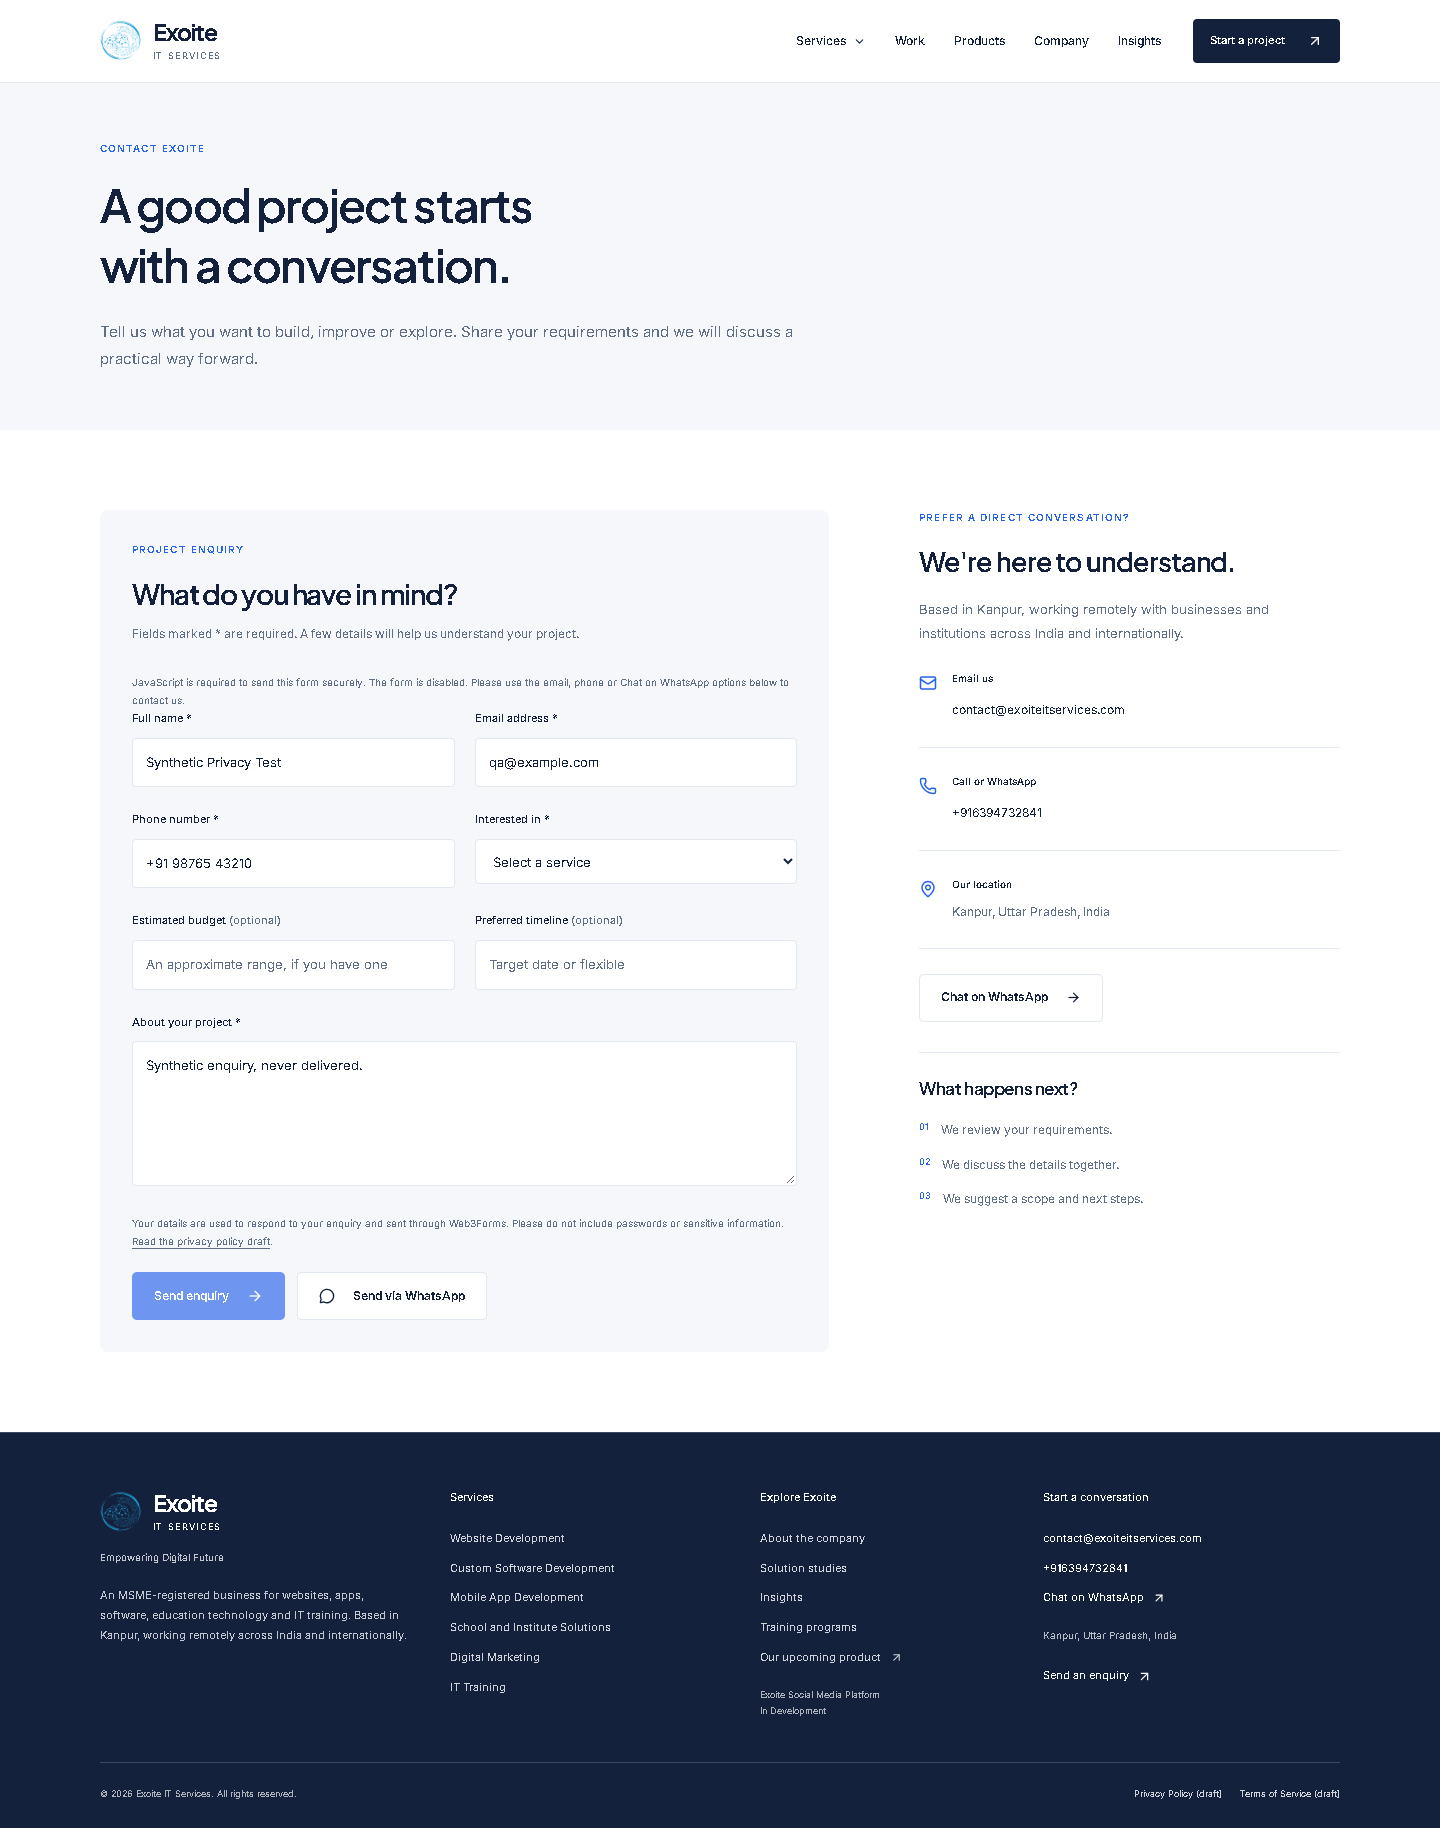 Exoite
IT SERVICES
Services
Work
Products
Company
Insights
Start a project
CONTACT EXOITE
A good project starts
with a conversation.
Tell us what you want to build, improve or explore. Share your requirements and we will discuss a
practical way forward.
PROJECT ENQUIRY
What do you have in mind?
Fields marked * are required. A few details will help us understand your project.
JavaScript is required to send this form securely. The form is disabled. Please use the email, phone or Chat on WhatsApp options below to
contact us.
Full name *
Email address *
Synthetic Privacy Test
qa@example.com
Phone number *
Interested in *
+91 98765 43210
Select a service
Estimated budget (optional)
Preferred timeline (optional)
An approximate range, if you have one
Target date or flexible
About your project *
Synthetic enquiry, never delivered.
Your details are used to respond to your enquiry and sent through Web3Forms. Please do not include passwords or sensitive information.
Read the privacy policy draft.
Send enquiry
Send via WhatsApp
PREFER A DIRECT CONVERSATION?
We're here to understand.
Based in Kanpur, working remotely with businesses and
institutions across India and internationally.
Email us
contact@exoiteitservices.com
Call or WhatsApp
+916394732841
Our location
Kanpur, Uttar Pradesh, India
Chat on WhatsApp
What happens next?
01 We review your requirements.
02 We discuss the details together.
03 We suggest a scope and next steps.
Exoite
IT SERVICES
Empowering Digital Future
An MSME-registered business for websites, apps,
software, education technology and IT training. Based in
Kanpur, working remotely across India and internationally.
Services
Website Development
Custom Software Development
Mobile App Development
School and Institute Solutions
Digital Marketing
IT Training
Explore Exoite
About the company
Solution studies
Insights
Training programs
Our upcoming product
Exoite Social Media Platform
In Development
Start a conversation
contact@exoiteitservices.com
+916394732841
Chat on WhatsApp
Kanpur, Uttar Pradesh, India
Send an enquiry
© 2026 Exoite IT Services. All rights reserved.
Privacy Policy (draft)
Terms of Service (draft)